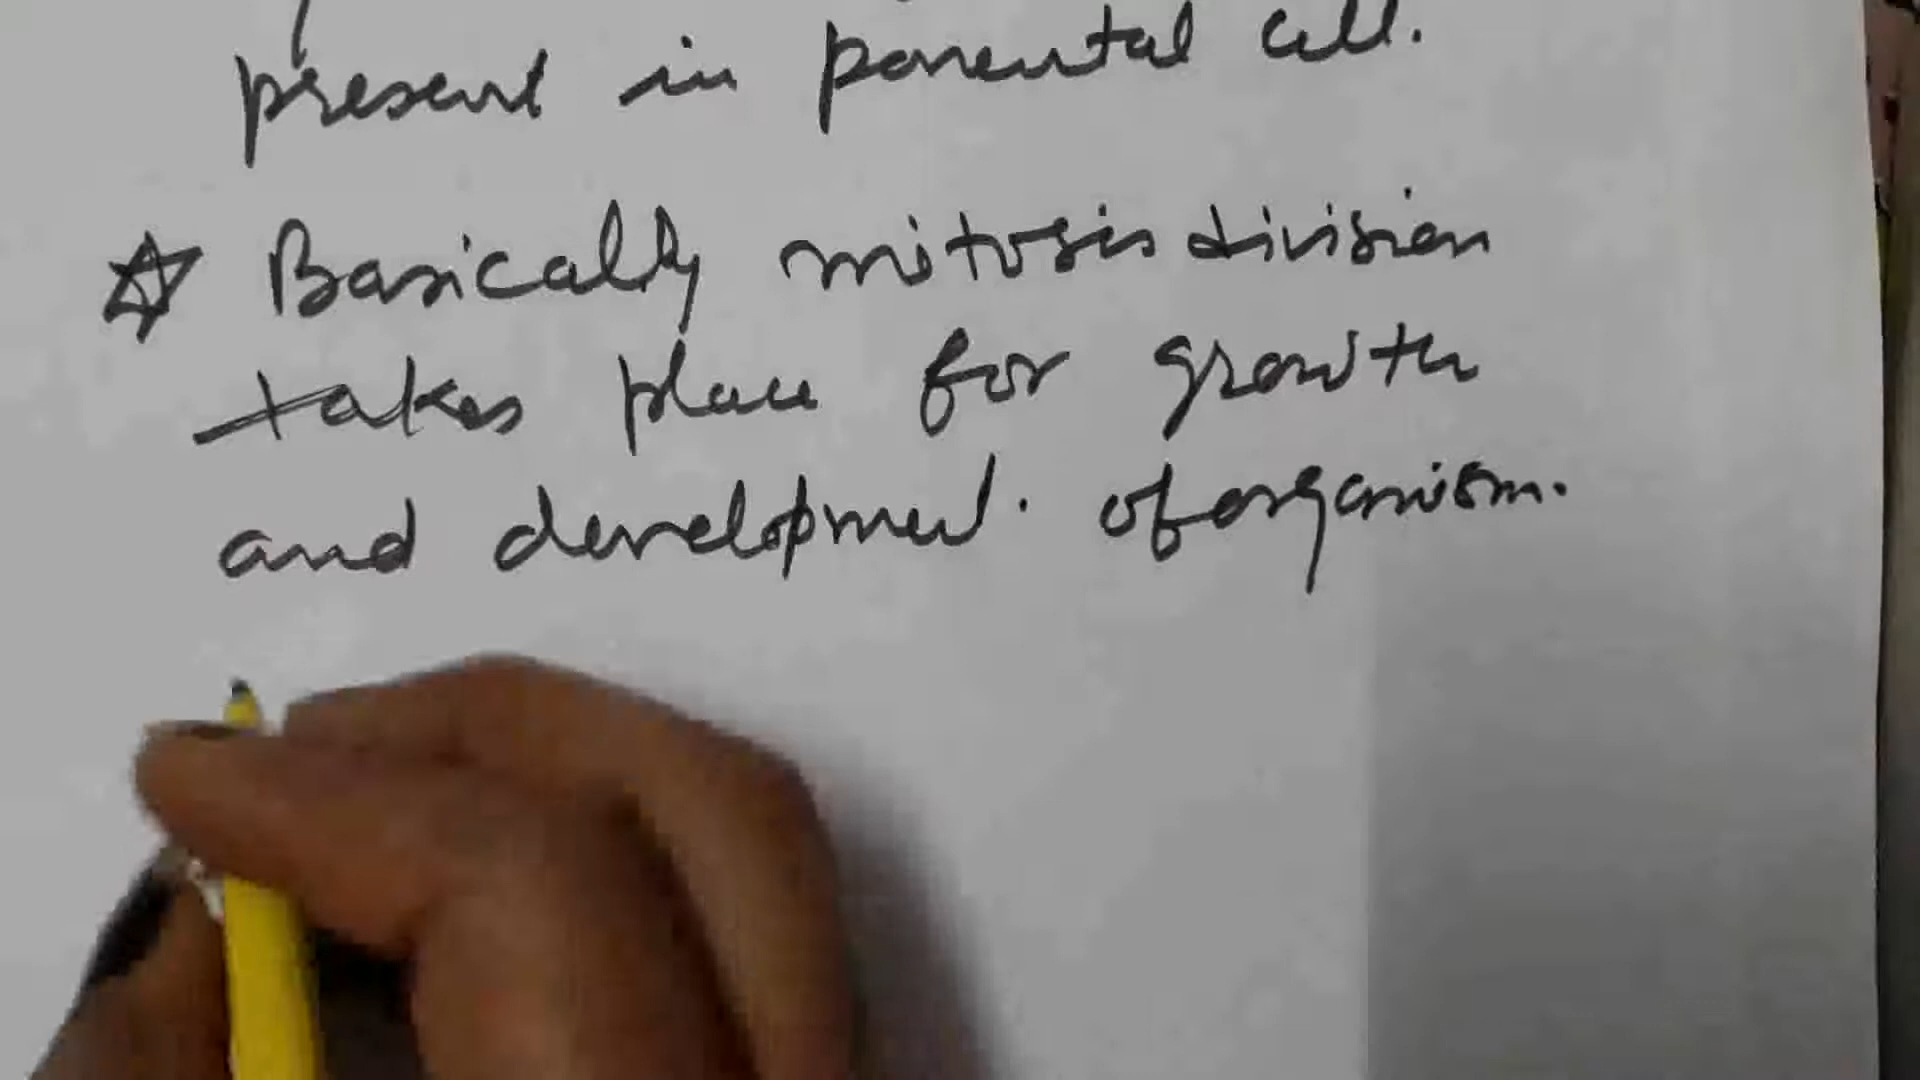 present in parental cell.
☆ Basically mitosis division
takes place for growth
and development. of organism.